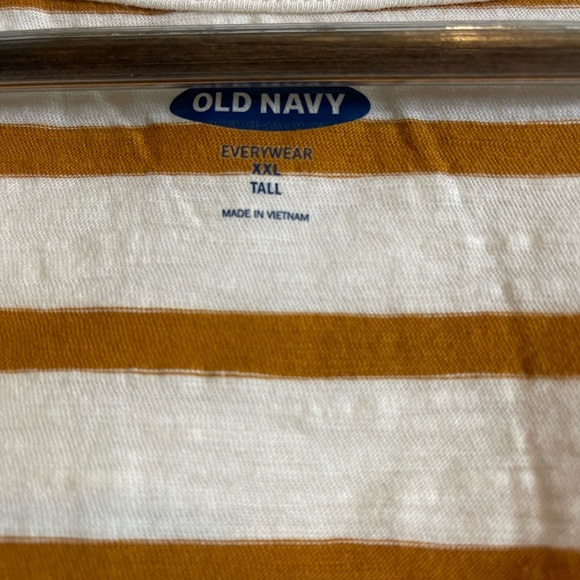 OLD NAVY
EVERYWEAR
XXL
TALL
MADE IN VIETNAM